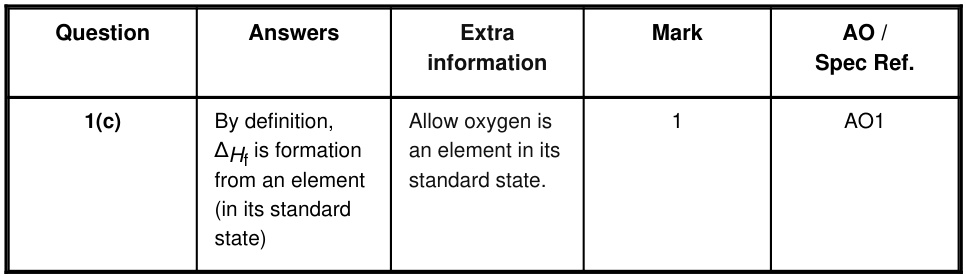 Question Answers Extra information Mark AO / Spec Ref.
1(c)
By definition,
ΔHf is formation
from an element
(in its standard
state)
Allow oxygen is
an element in its
standard state.
1
AO1